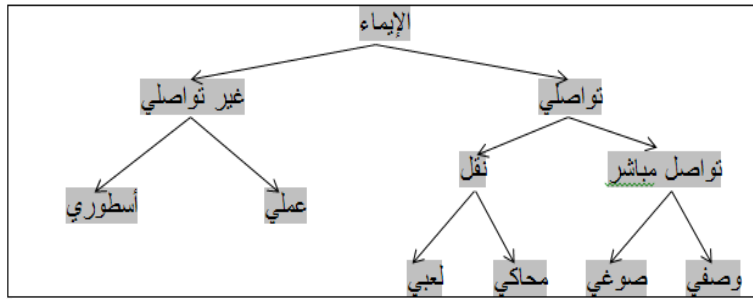 الإيماء
تواصلي
غير تواصلي
تواصل مباشر
نقل
عملي
أسطوري
وصفي
صوغي
محاكي
لعبي